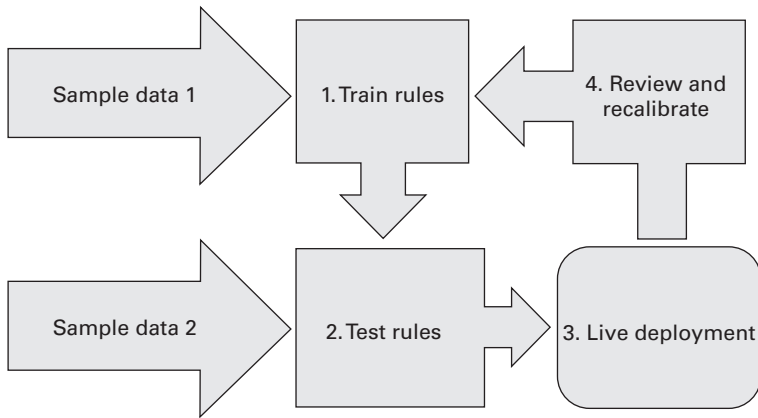 Sample data 1
1. Train rules
4. Review and
recalibrate
Sample data 2
2. Test rules
3. Live deployment